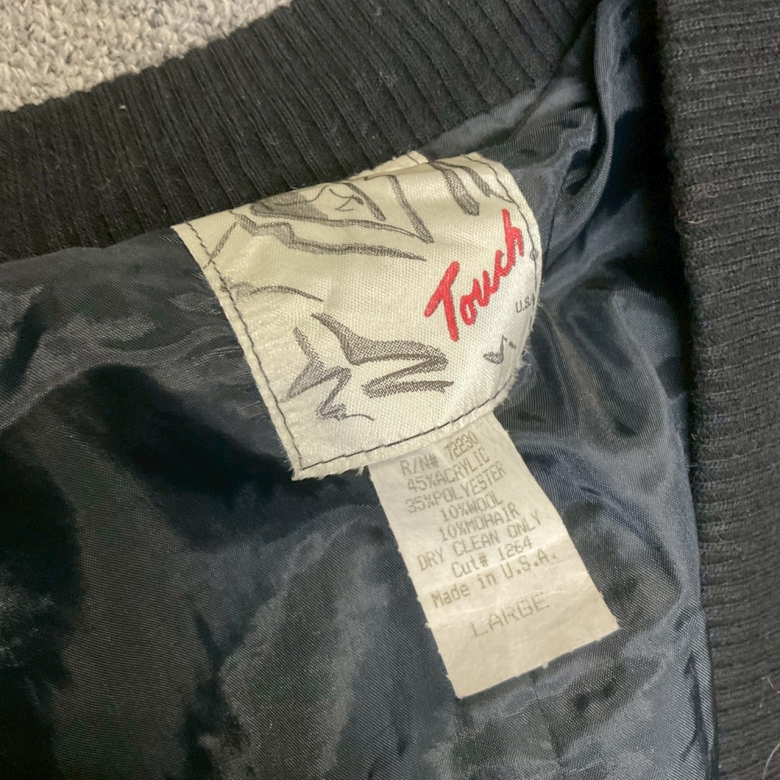 Touch
U.S.A
R/N# 72230
45%ACRYLIC
35%POLYESTER
10%WOOL
10%MOHAIR
DRY CLEAN ONLY
Cut# 1264
Made in U.S.A.
LARGE